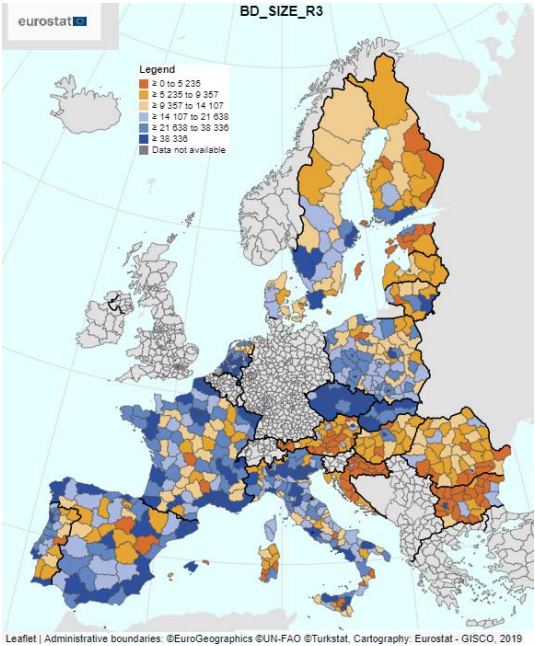 BD_SIZE_R3
eurostat
Legend
≥ 0 to 5 235
≥ 5 235 to 9 357
≥ 9 357 to 14 107
≥ 14 107 to 21 638
≥ 21 638 to 38 336
≥ 38 336
Data not available
Leaflet | Administrative boundaries: ©EuroGeographics ©UN-FAO ©Turkstat, Cartography: Eurostat - GISCO, 2019